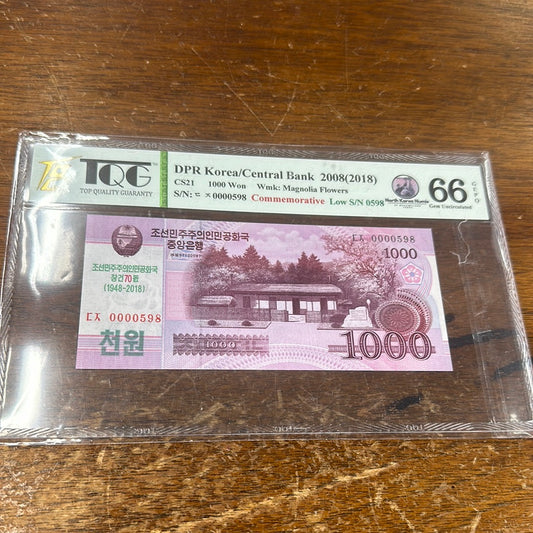 TQG
TOP QUALITY GUARANTY
DPR Korea/Central Bank 2008(2018)
CS21 1000 Won Wmk: Magnolia Flowers
S/N: ㄷ ㅈ 0000598 Commemorative Low S/N 0598
North Korea Numis
66
Gem Uncirculated
조선민주주의인민공화국
중앙은행
ㄷㅈ 0000598
1000
조선민주주의인민공화국
창건70돐
(1948-2018)
ㄷㅈ 0000598
천원
1000
1000